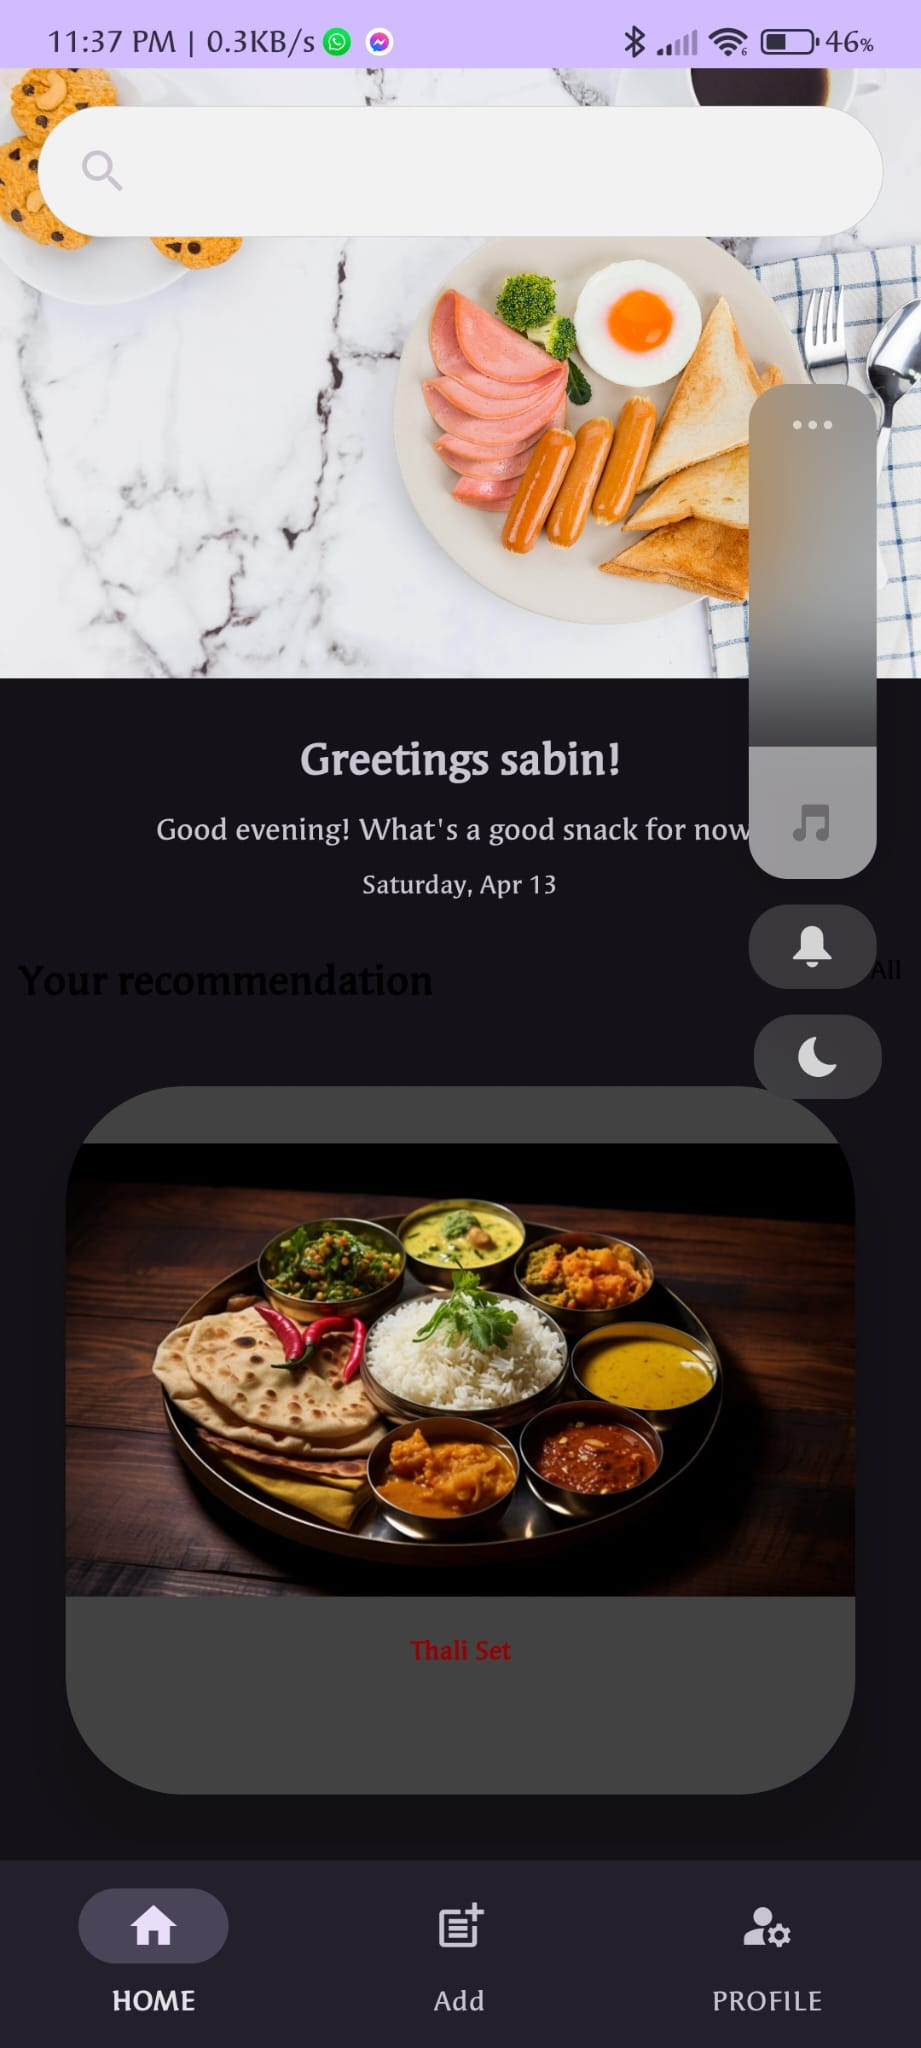 11:37 PM | 0.3KB/s 6 46%
Greetings sabin!
Good evening! What's a good snack for now
Saturday, Apr 13
Your recommendation All
Thali Set
HOME Add PROFILE